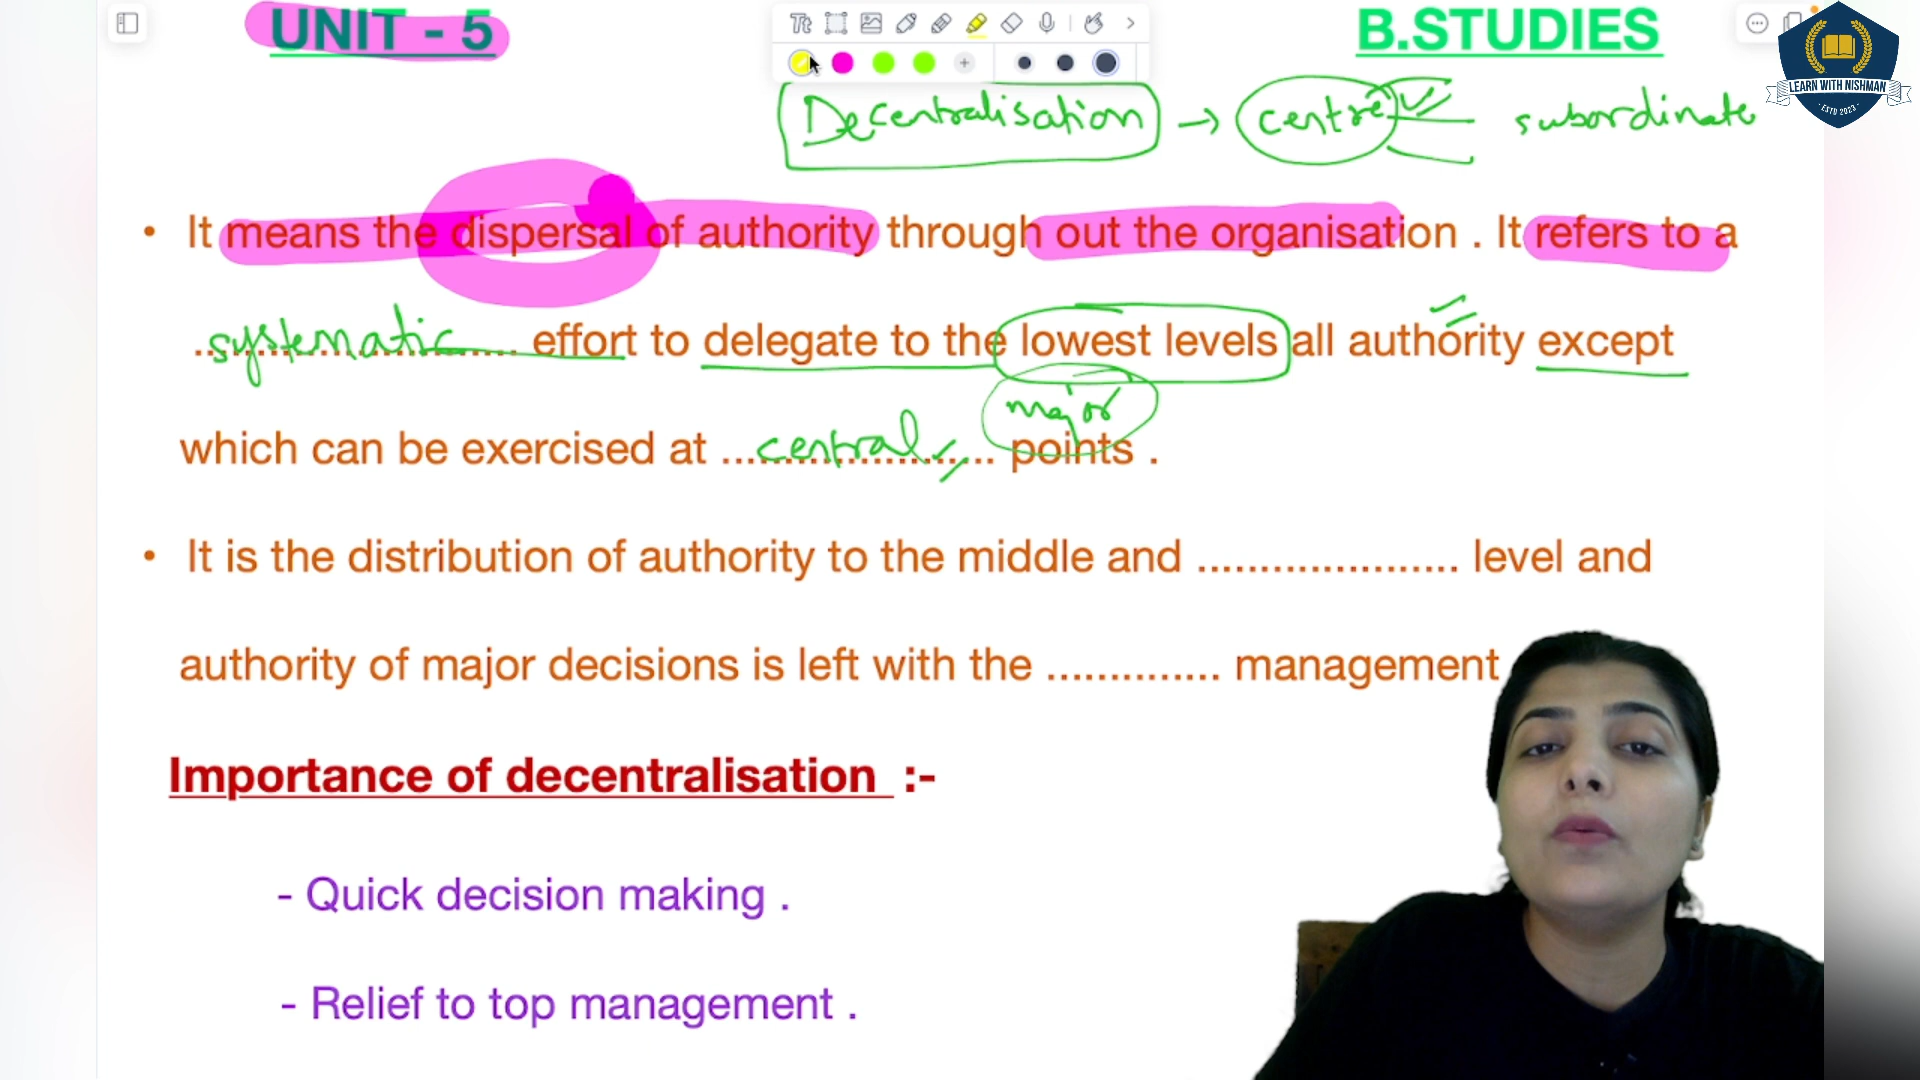 UNIT - 5
B.STUDIES
LEARN WITH NISHMAN
ESTD 2023
Decentralisation → centre subordinate
• It means the dispersal of authority through out the organisation . It refers to a
systematic effort to delegate to the lowest levels all authority except
major
which can be exercised at ... central ... points .
• It is the distribution of authority to the middle and ..................... level and
authority of major decisions is left with the .............. management
Importance of decentralisation :-
- Quick decision making .
- Relief to top management .